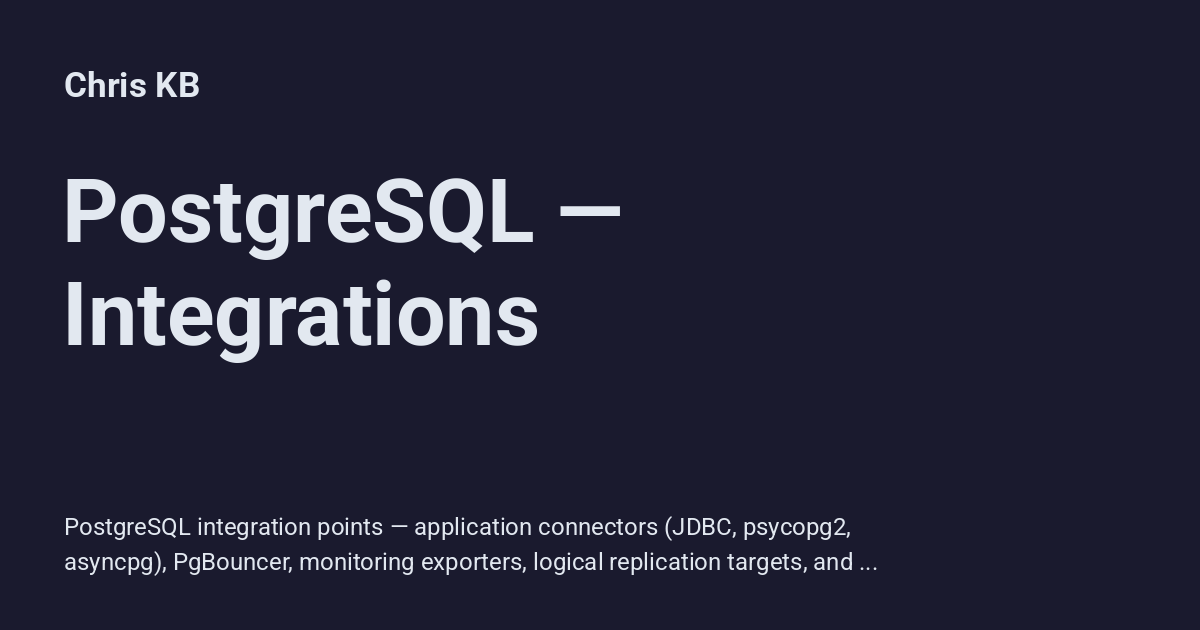 Chris KB
PostgreSQL —
Integrations
PostgreSQL integration points — application connectors (JDBC, psycopg2,
asyncpg), PgBouncer, monitoring exporters, logical replication targets, and ...